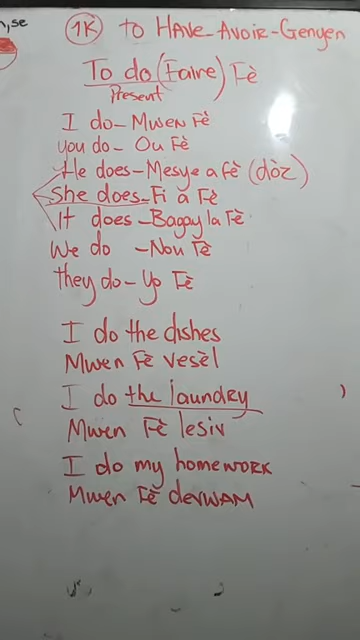 n,se
1K TO HAVE - Avoir - Genyen
To do (Faire) Fè
Present
I do - Mwen Fè
you do - Ou Fè
He does - Mesye a fè (dòz)
She does - Fi a Fè
It does - Bagay la Fè
We do - Nou Fè
they do - Yo Fè
I do the dishes
Mwen Fè vesèl
I do the laundry
Mwen Fè lesiv
I do my homework
Mwen Fè devwam